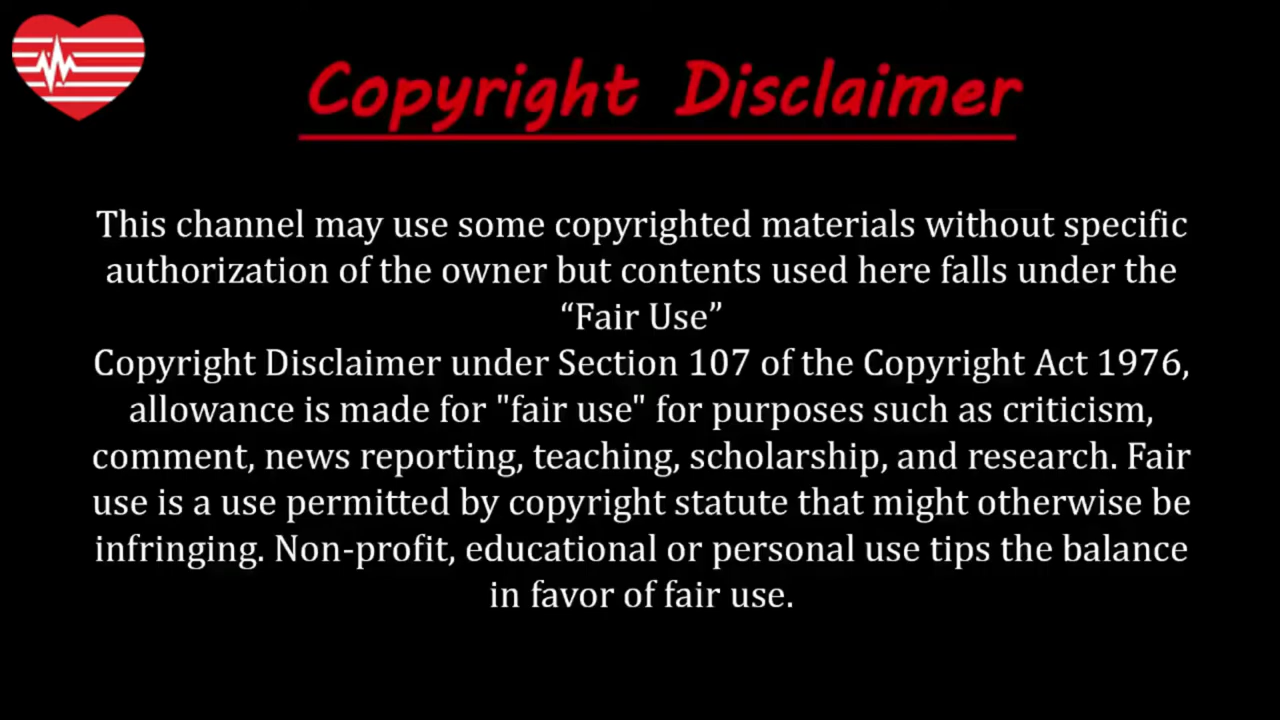 Copyright Disclaimer
This channel may use some copyrighted materials without specific
authorization of the owner but contents used here falls under the
“Fair Use”
Copyright Disclaimer under Section 107 of the Copyright Act 1976,
allowance is made for "fair use" for purposes such as criticism,
comment, news reporting, teaching, scholarship, and research. Fair
use is a use permitted by copyright statute that might otherwise be
infringing. Non-profit, educational or personal use tips the balance
in favor of fair use.